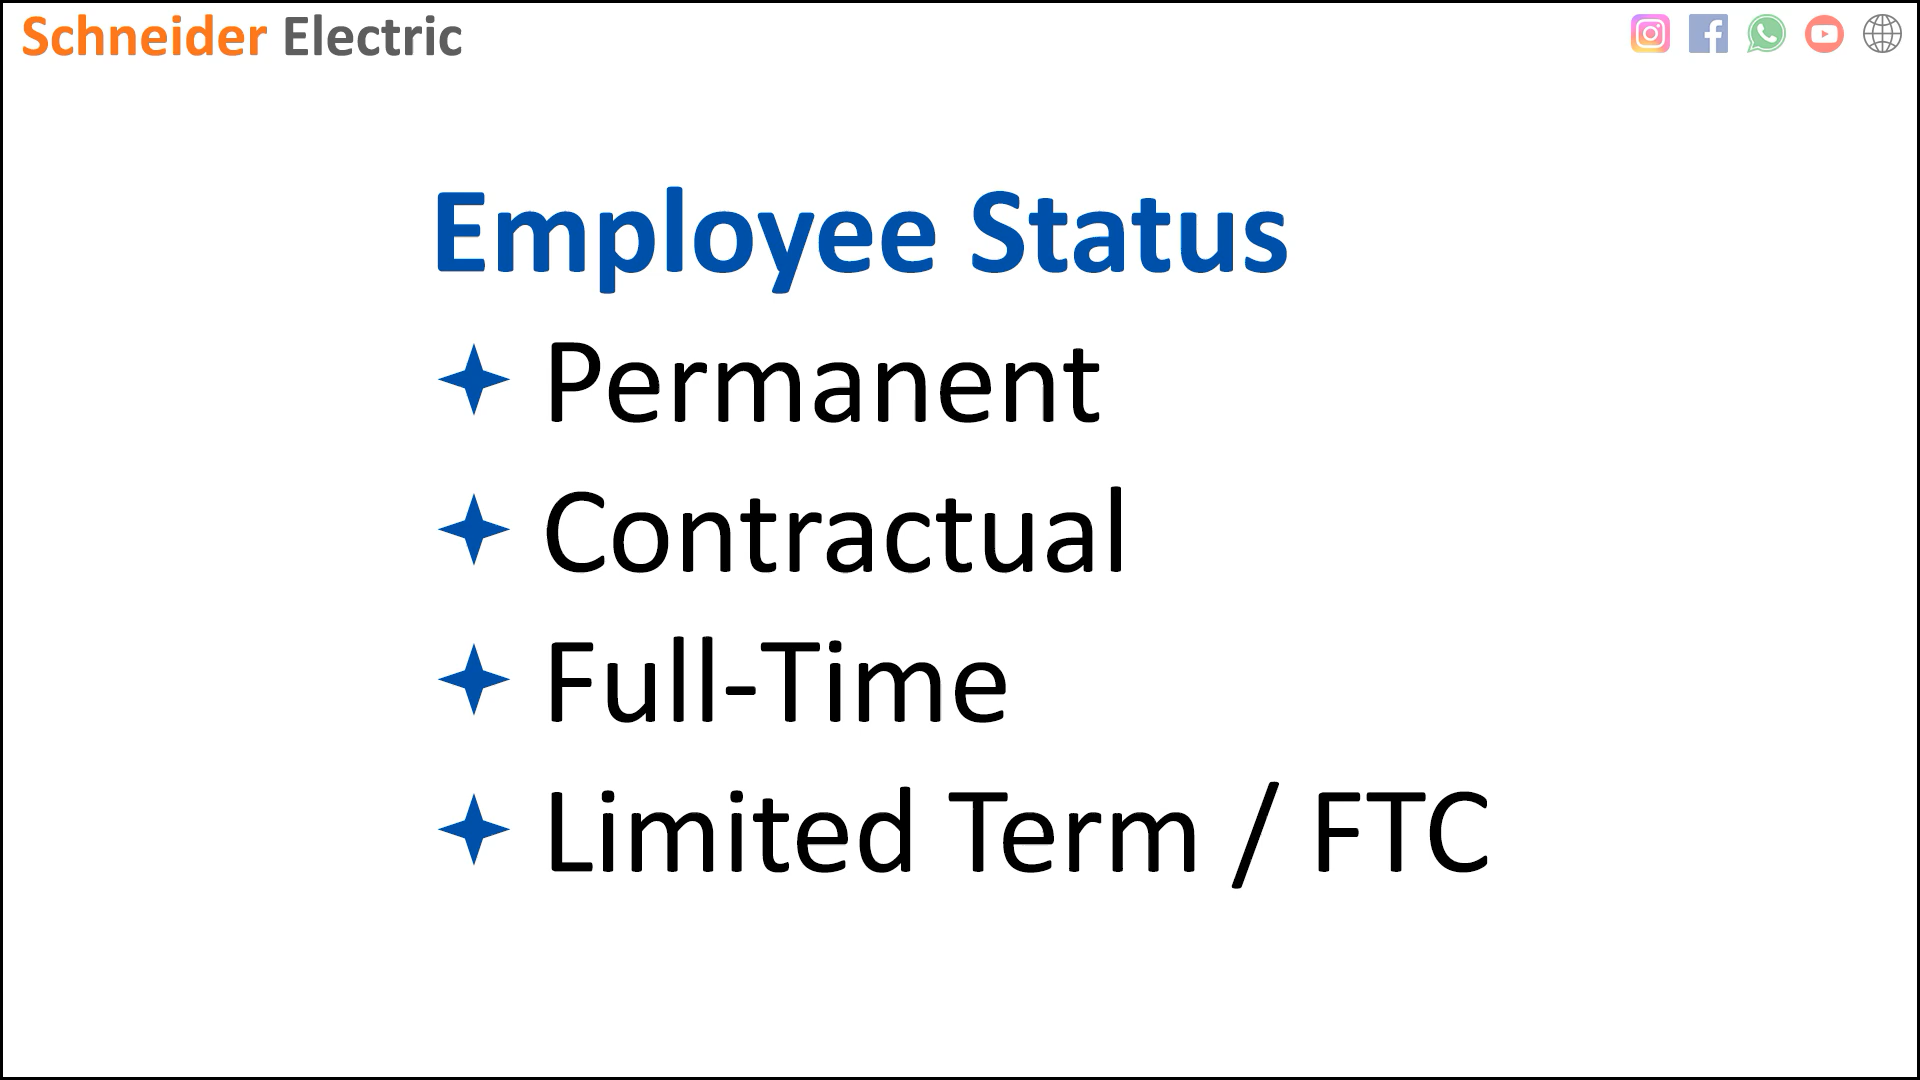 Schneider Electric
Employee Status
Permanent
Contractual
Full-Time
Limited Term / FTC